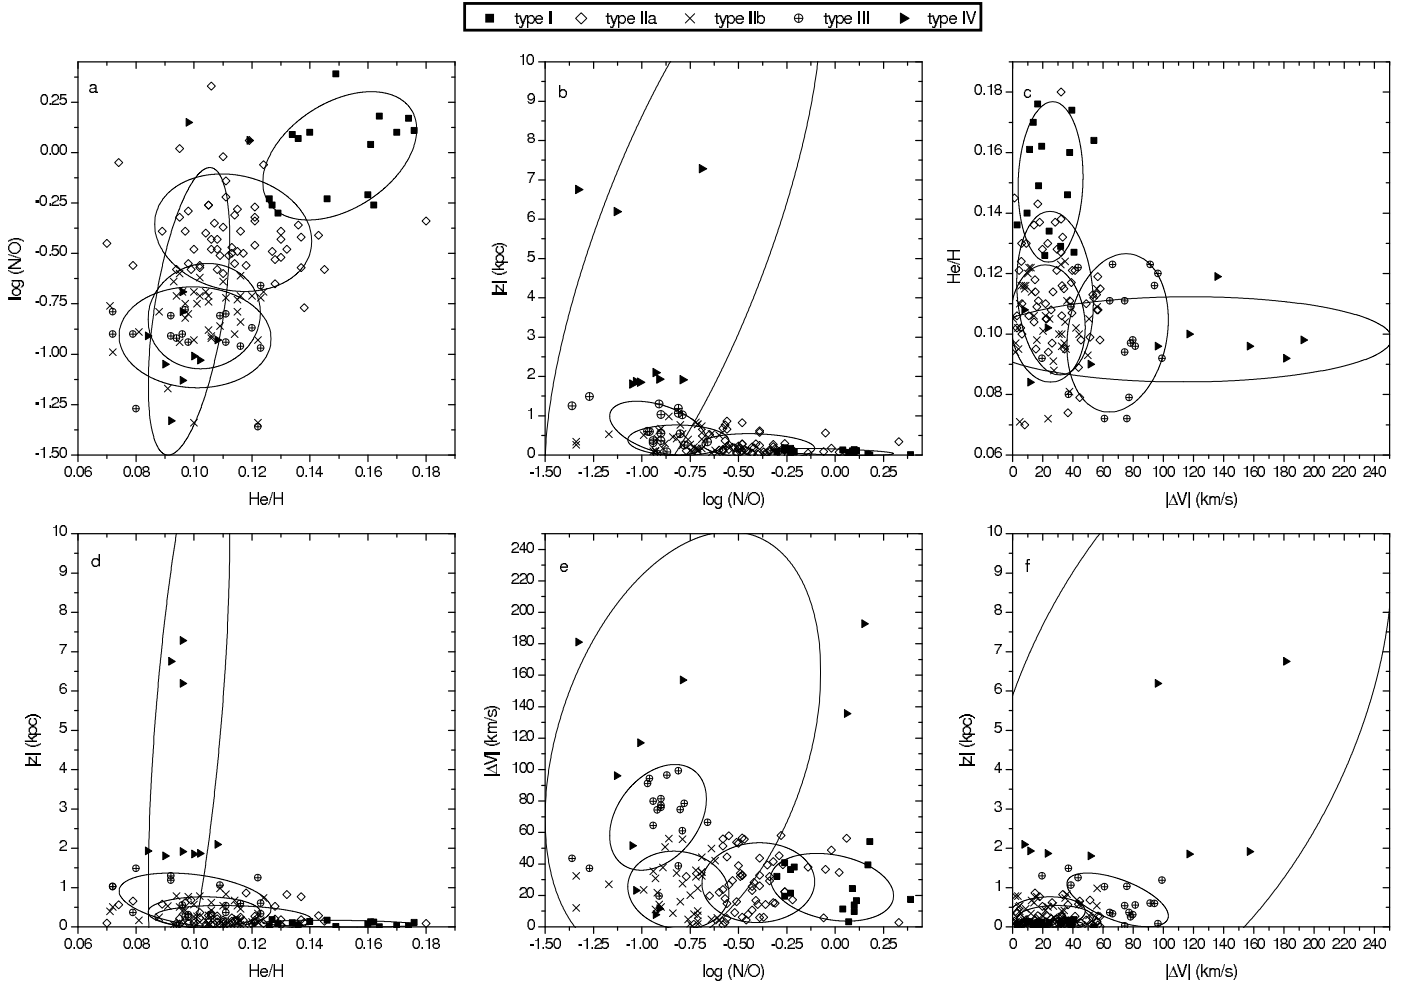 type I type IIa type IIb type III type IV
a
log (N/O)
0.25
0.00
-0.25
-0.50
-0.75
-1.00
-1.25
-1.50
0.06 0.08 0.10 0.12 0.14 0.16 0.18
He/H
b
|z| (kpc)
10
9
8
7
6
5
4
3
2
1
0
-1.50 -1.25 -1.00 -0.75 -0.50 -0.25 0.00 0.25
log (N/O)
c
He/H
0.18
0.16
0.14
0.12
0.10
0.08
0.06
0 20 40 60 80 100 120 140 160 180 200 220 240
|ΔV| (km/s)
d
|z| (kpc)
10
9
8
7
6
5
4
3
2
1
0
0.06 0.08 0.10 0.12 0.14 0.16 0.18
He/H
e
|ΔV| (km/s)
240
220
200
180
160
140
120
100
80
60
40
20
0
-1.50 -1.25 -1.00 -0.75 -0.50 -0.25 0.00 0.25
log (N/O)
f
|z| (kpc)
10
9
8
7
6
5
4
3
2
1
0
0 20 40 60 80 100 120 140 160 180 200 220 240
|ΔV| (km/s)